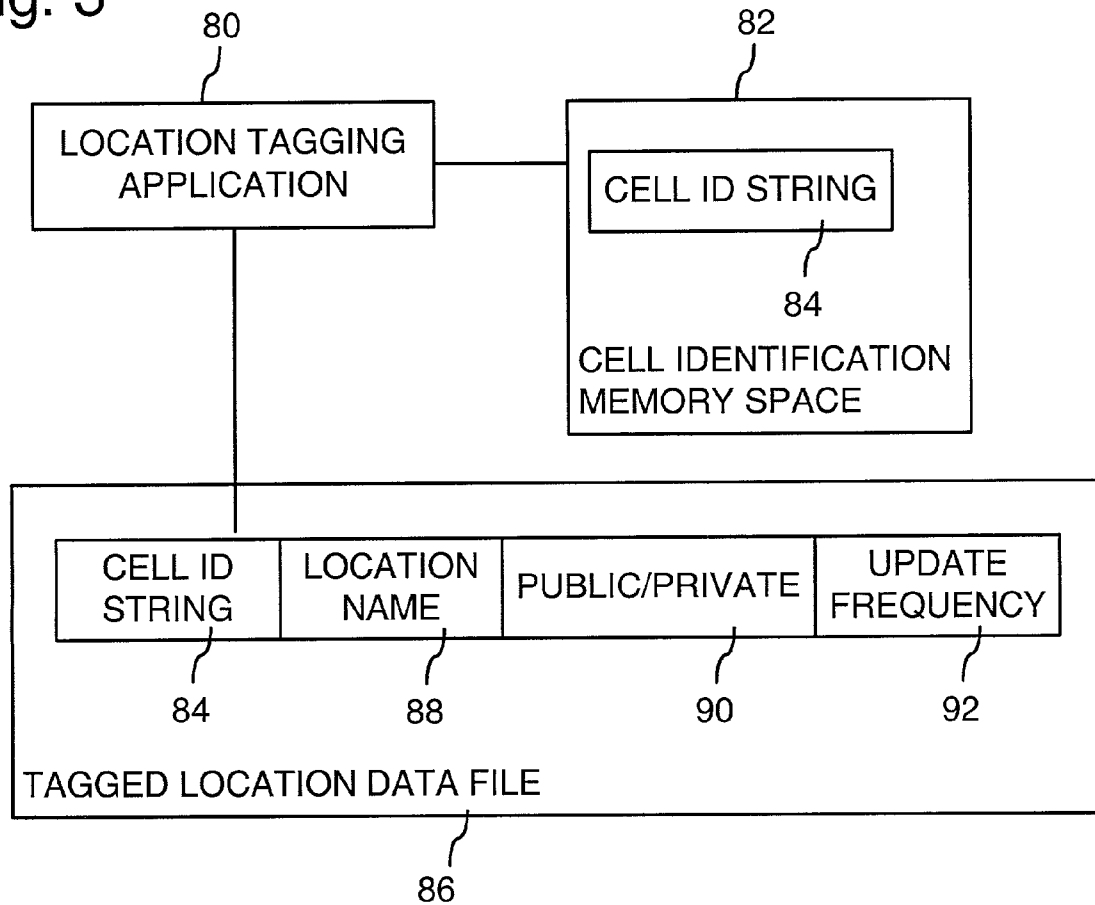 80
82
LOCATION TAGGING
APPLICATION
CELL ID STRING
84
CELL IDENTIFICATION
MEMORY SPACE
CELL ID
STRING
LOCATION
NAME
PUBLIC/PRIVATE
UPDATE
FREQUENCY
84
88
90
92
TAGGED LOCATION DATA FILE
86